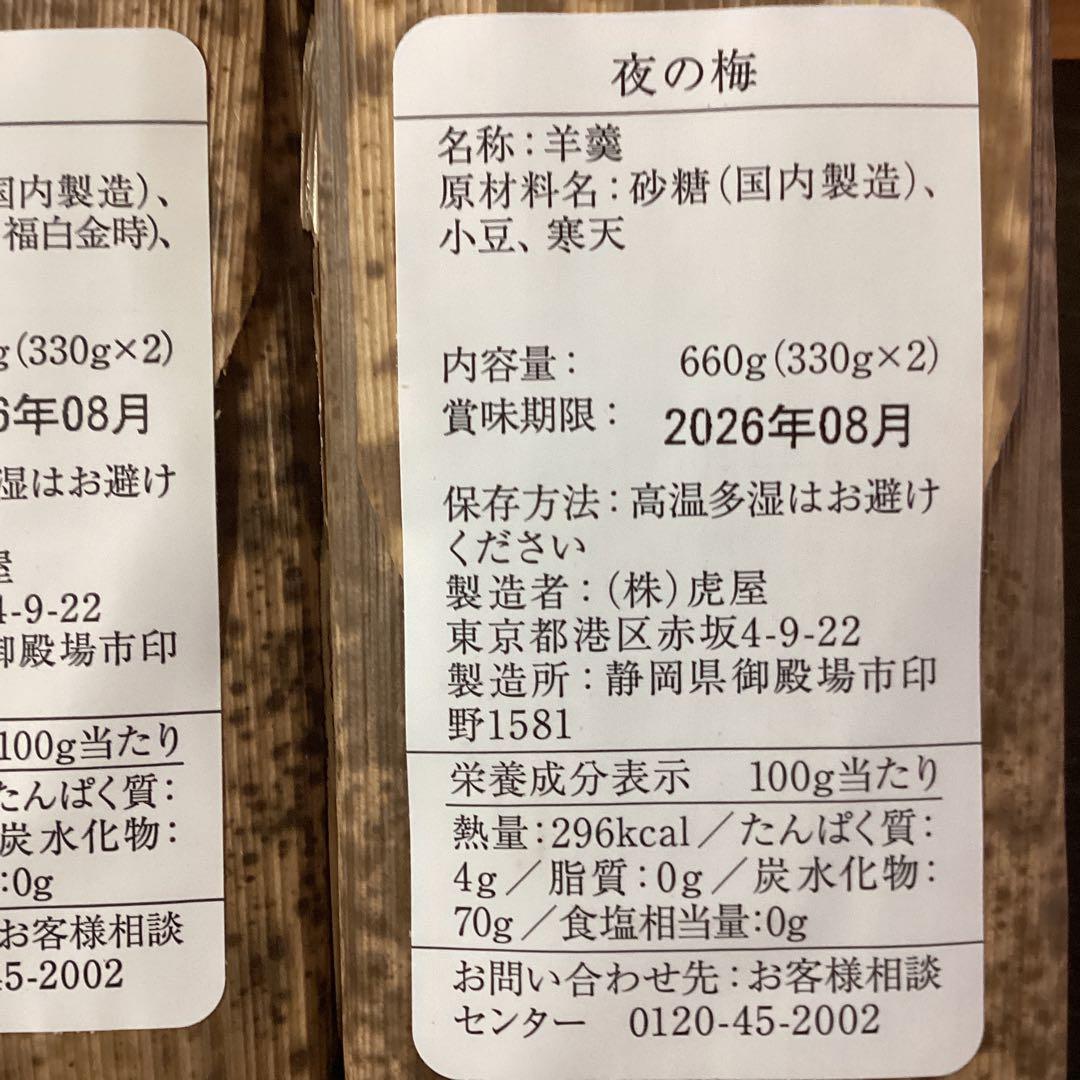 国内製造)、
福白金時)、
g(330g×2)
6年08月
湿はお避け
屋
4-9-22
御殿場市印
100g当たり
たんぱく質:
炭水化物:
:0g
お客様相談
45-2002
夜の梅
名称:羊羹
原材料名:砂糖(国内製造)、
小豆、寒天
内容量: 660g(330g×2)
賞味期限: 2026年08月
保存方法:高温多湿はお避け
ください
製造者:(株)虎屋
東京都港区赤坂4-9-22
製造所:静岡県御殿場市印
野1581
栄養成分表示 100g当たり
熱量:296kcal/たんぱく質:
4g/脂質:0g/炭水化物:
70g/食塩相当量:0g
お問い合わせ先:お客様相談
センター 0120-45-2002